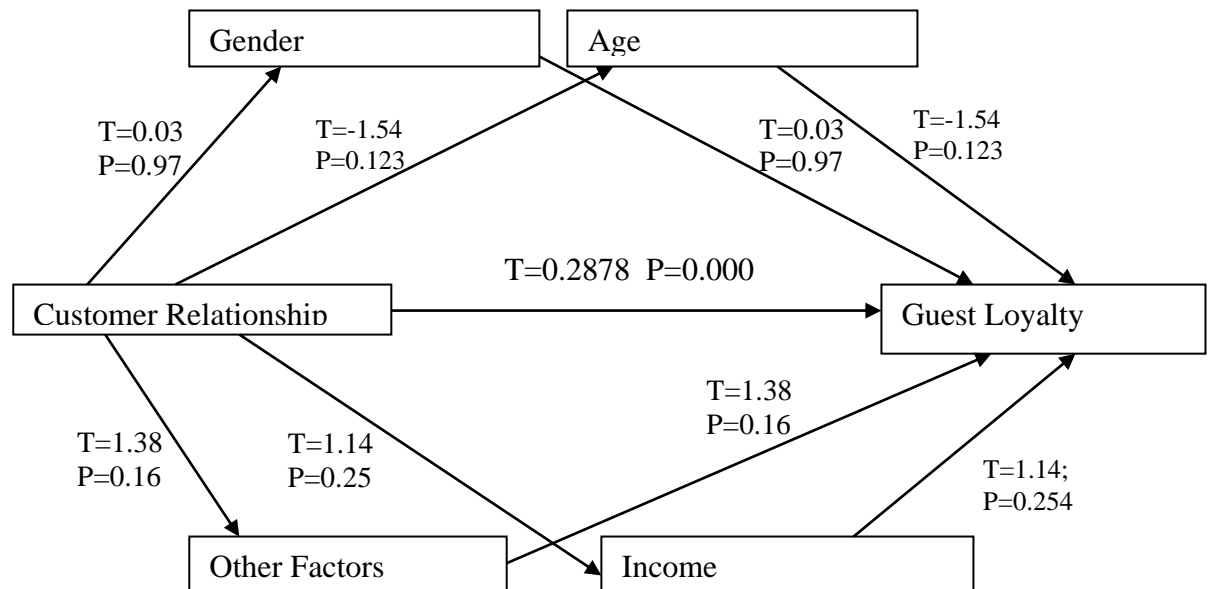 Gender
Age
T=0.03
P=0.97
T=-1.54
P=0.123
T=0.03
P=0.97
T=-1.54
P=0.123
T=0.2878 P=0.000
Customer Relationship
Guest Loyalty
T=1.38
P=0.16
T=1.14
P=0.25
T=1.38
P=0.16
T=1.14;
P=0.254
Other Factors
Income